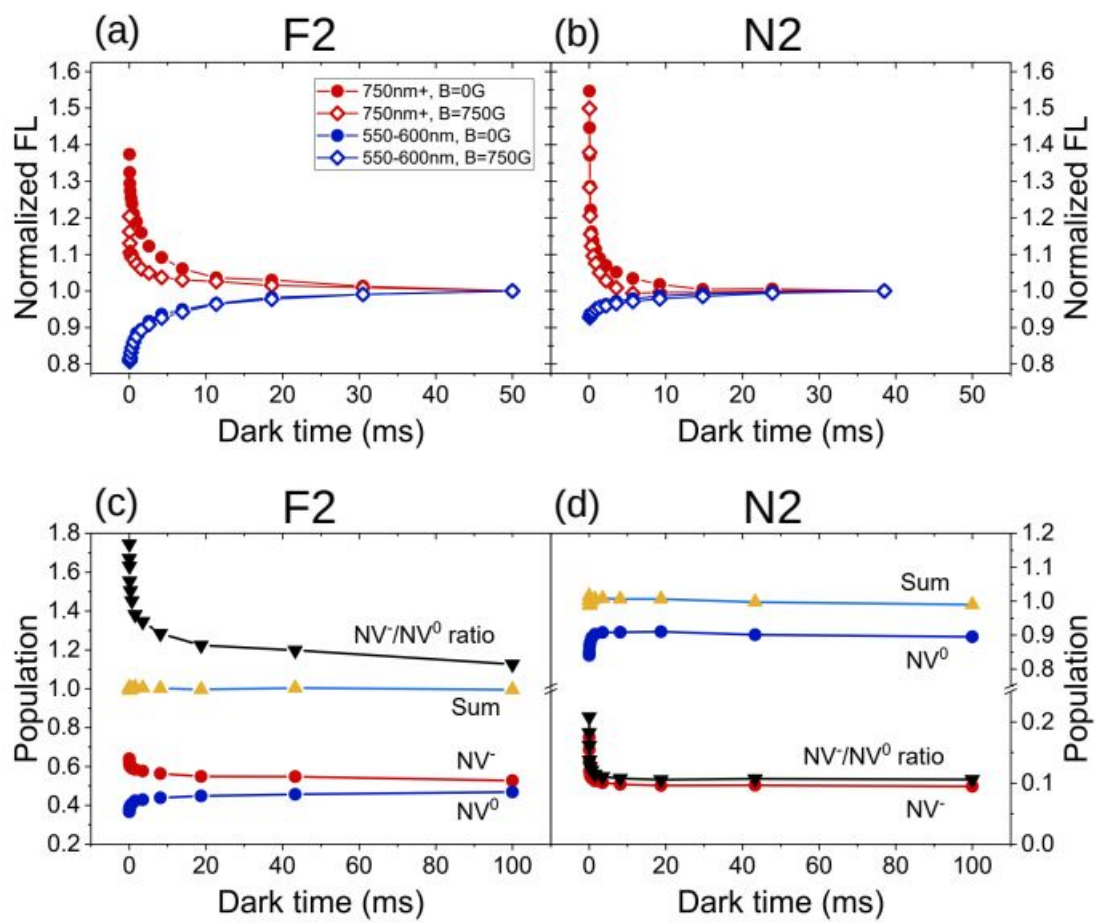 (a) F2
(b) N2
1.6
1.5
1.4
1.3
1.2
1.1
1.0
0.9
0.8
Normalized FL
750nm+, B=0G
750nm+, B=750G
550-600nm, B=0G
550-600nm, B=750G
1.6
1.5
1.4
1.3
1.2
1.1
1.0
0.9
0.8
Normalized FL
0 10 20 30 40 50
0 10 20 30 40 50
Dark time (ms)
Dark time (ms)
(c) F2
(d) N2
1.8
1.6
1.4
1.2
1.0
0.8
0.6
0.4
0.2
Population
NV⁻/NV⁰ ratio
Sum
NV⁻
NV⁰
Sum
NV⁰
NV⁻/NV⁰ ratio
NV⁻
1.2
1.1
1.0
0.9
0.8
0.2
0.1
0.0
Population
0 20 40 60 80 100
0 20 40 60 80 100
Dark time (ms)
Dark time (ms)